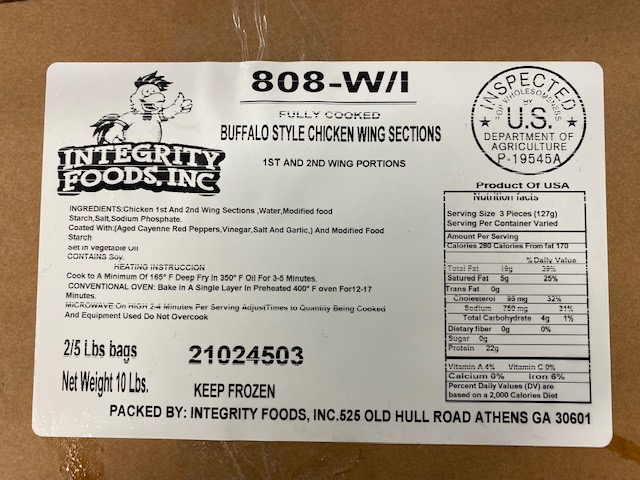 808-W/I
FULLY COOKED
BUFFALO STYLE CHICKEN WING SECTIONS
1ST AND 2ND WING PORTIONS
INTEGRITY
FOODS, INC
INSPECTED
FOR WHOLESOMENESS
BY
U.S.
DEPARTMENT OF
AGRICULTURE
P-19545A
INGREDIENTS:Chicken 1st And 2nd Wing Sections ,Water,Modified food
Starch,Salt,Sodium Phosphate.
Coated With:(Aged Cayenne Red Peppers,Vinegar,Salt And Garlic,) And Modified Food
Starch
Set in Vegetable Oil
CONTAINS Soy.
HEATING INSTRUCCION
Cook to A Minimum Of 165° F Deep Fry In 350° F Oil For 3-5 Minutes.
CONVENTIONAL OVEN: Bake In A Single Layer In Preheated 400° F oven For12-17
Minutes.
MICROWAVE On HIGH 2-4 Minutes Per Serving AdjustTimes to Quantity Being Cooked
And Equipment Used Do Not Overcook
Product Of USA
Nutrition facts
Serving Size 3 Pieces (127g)
Serving Per Container Varied
Amount Per Serving
Calories 280 Calories From fat 170
% Daily Value
Total Fat 19g 29%
Satured Fat 5g 25%
Trans Fat 0g
Cholesterol 95 mg 32%
Sodium 750 mg 31%
Total Carbohydrate 4g 1%
Dietary fiber 0g 0%
Sugar 0g
Protein 22g
Vitamin A 4% Vitamin C 0%
Calcium 0% Iron 6%
Percent Daily Values (DV) are
based on a 2,000 Calories Diet
2/5 Lbs bags
21024503
Net Weight 10 Lbs.
KEEP FROZEN
PACKED BY: INTEGRITY FOODS, INC.525 OLD HULL ROAD ATHENS GA 30601